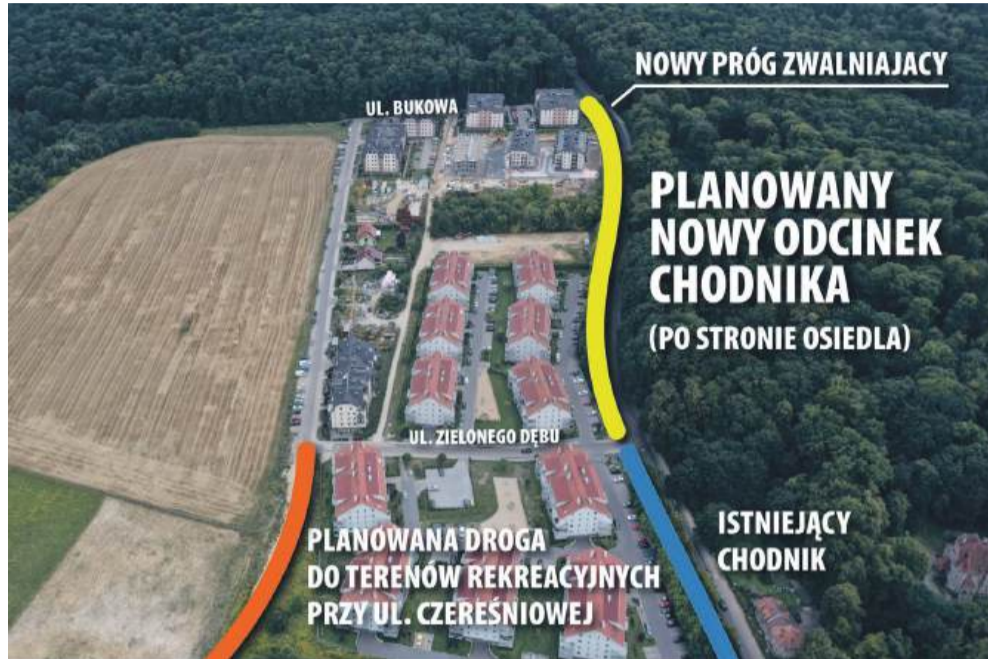 NOWY PRÓG ZWALNIAJACY
UL. BUKOWA
PLANOWANY
NOWY ODCINEK
CHODNIKA
(PO STRONIE OSIEDLA)
UL. ZIELONEGO DĘBU
ISTNIEJĄCY
CHODNIK
PLANOWANA DROGA
DO TERENÓW REKREACYJNYCH
PRZY UL. CZEREŚNIOWEJ